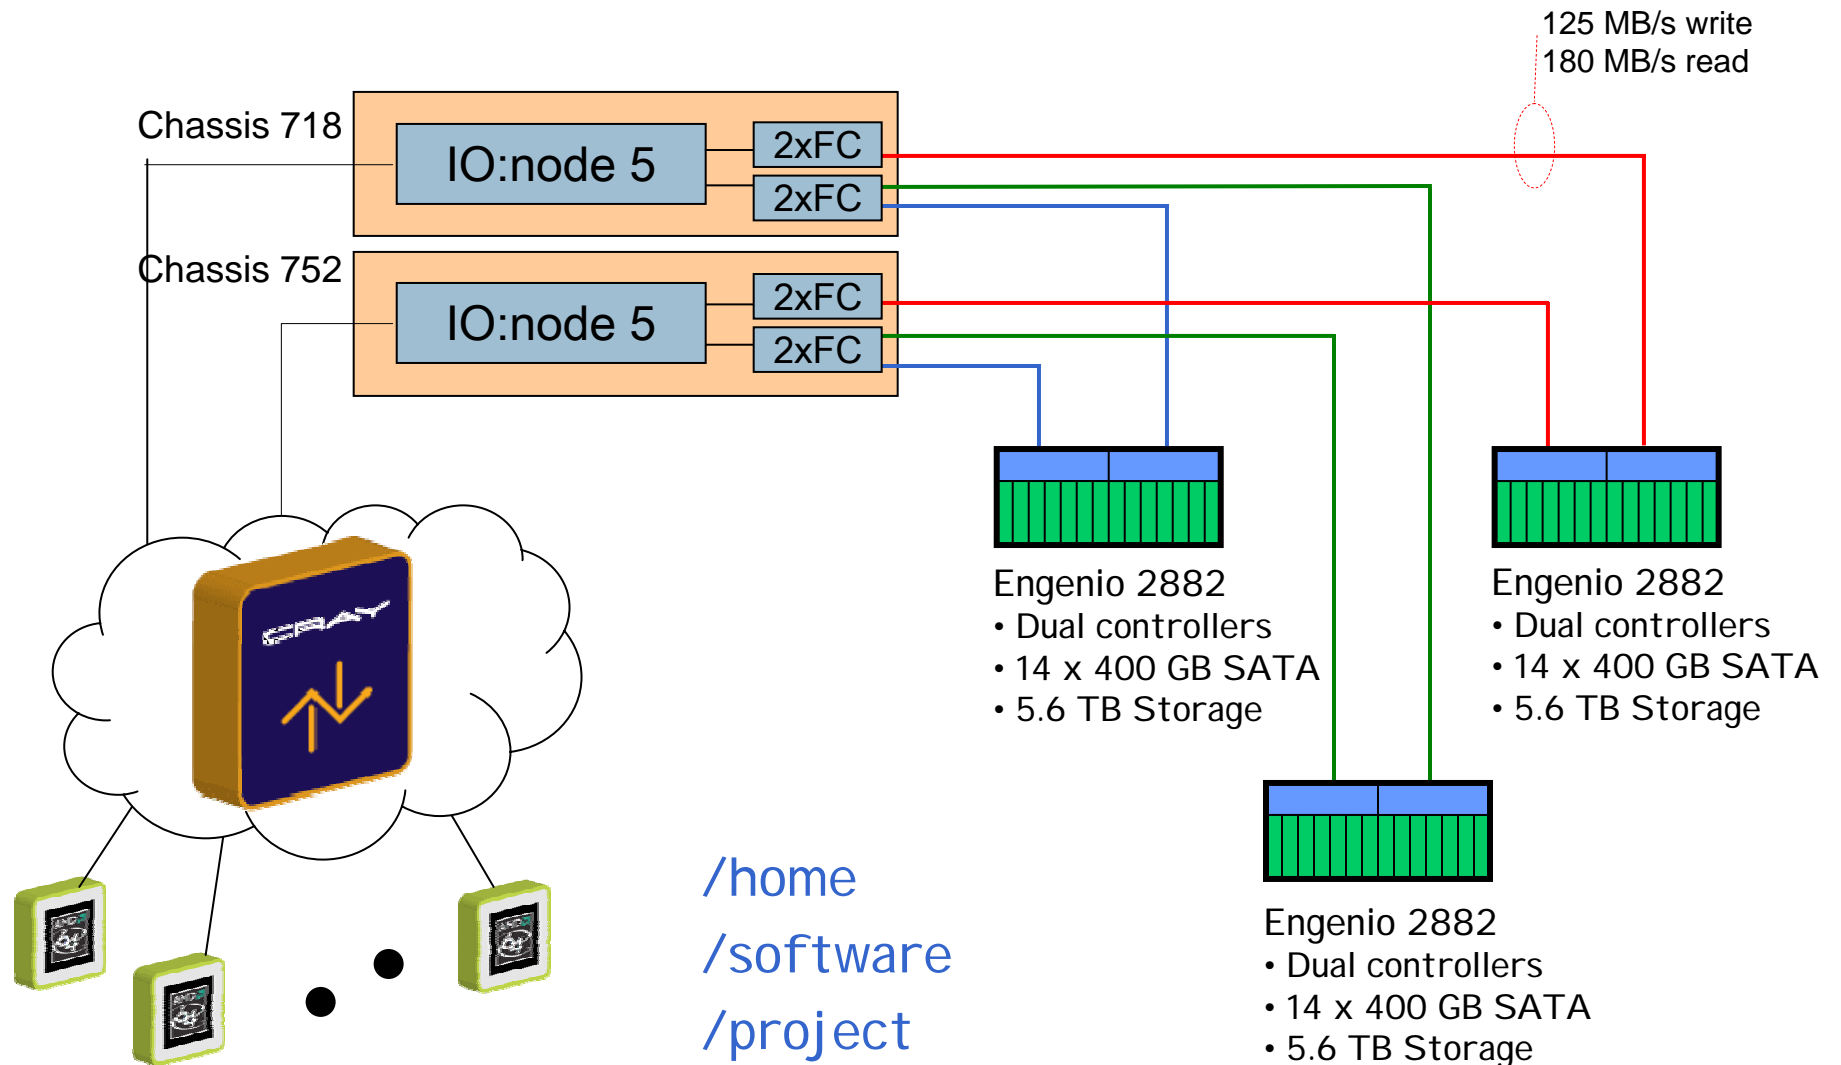 125 MB/s write
180 MB/s read
Chassis 718
IO:node 5
2xFC
2xFC
Chassis 752
IO:node 5
2xFC
2xFC
CRAY
Engenio 2882
• Dual controllers
• 14 x 400 GB SATA
• 5.6 TB Storage
Engenio 2882
• Dual controllers
• 14 x 400 GB SATA
• 5.6 TB Storage
/home
/software
/project
Engenio 2882
• Dual controllers
• 14 x 400 GB SATA
• 5.6 TB Storage